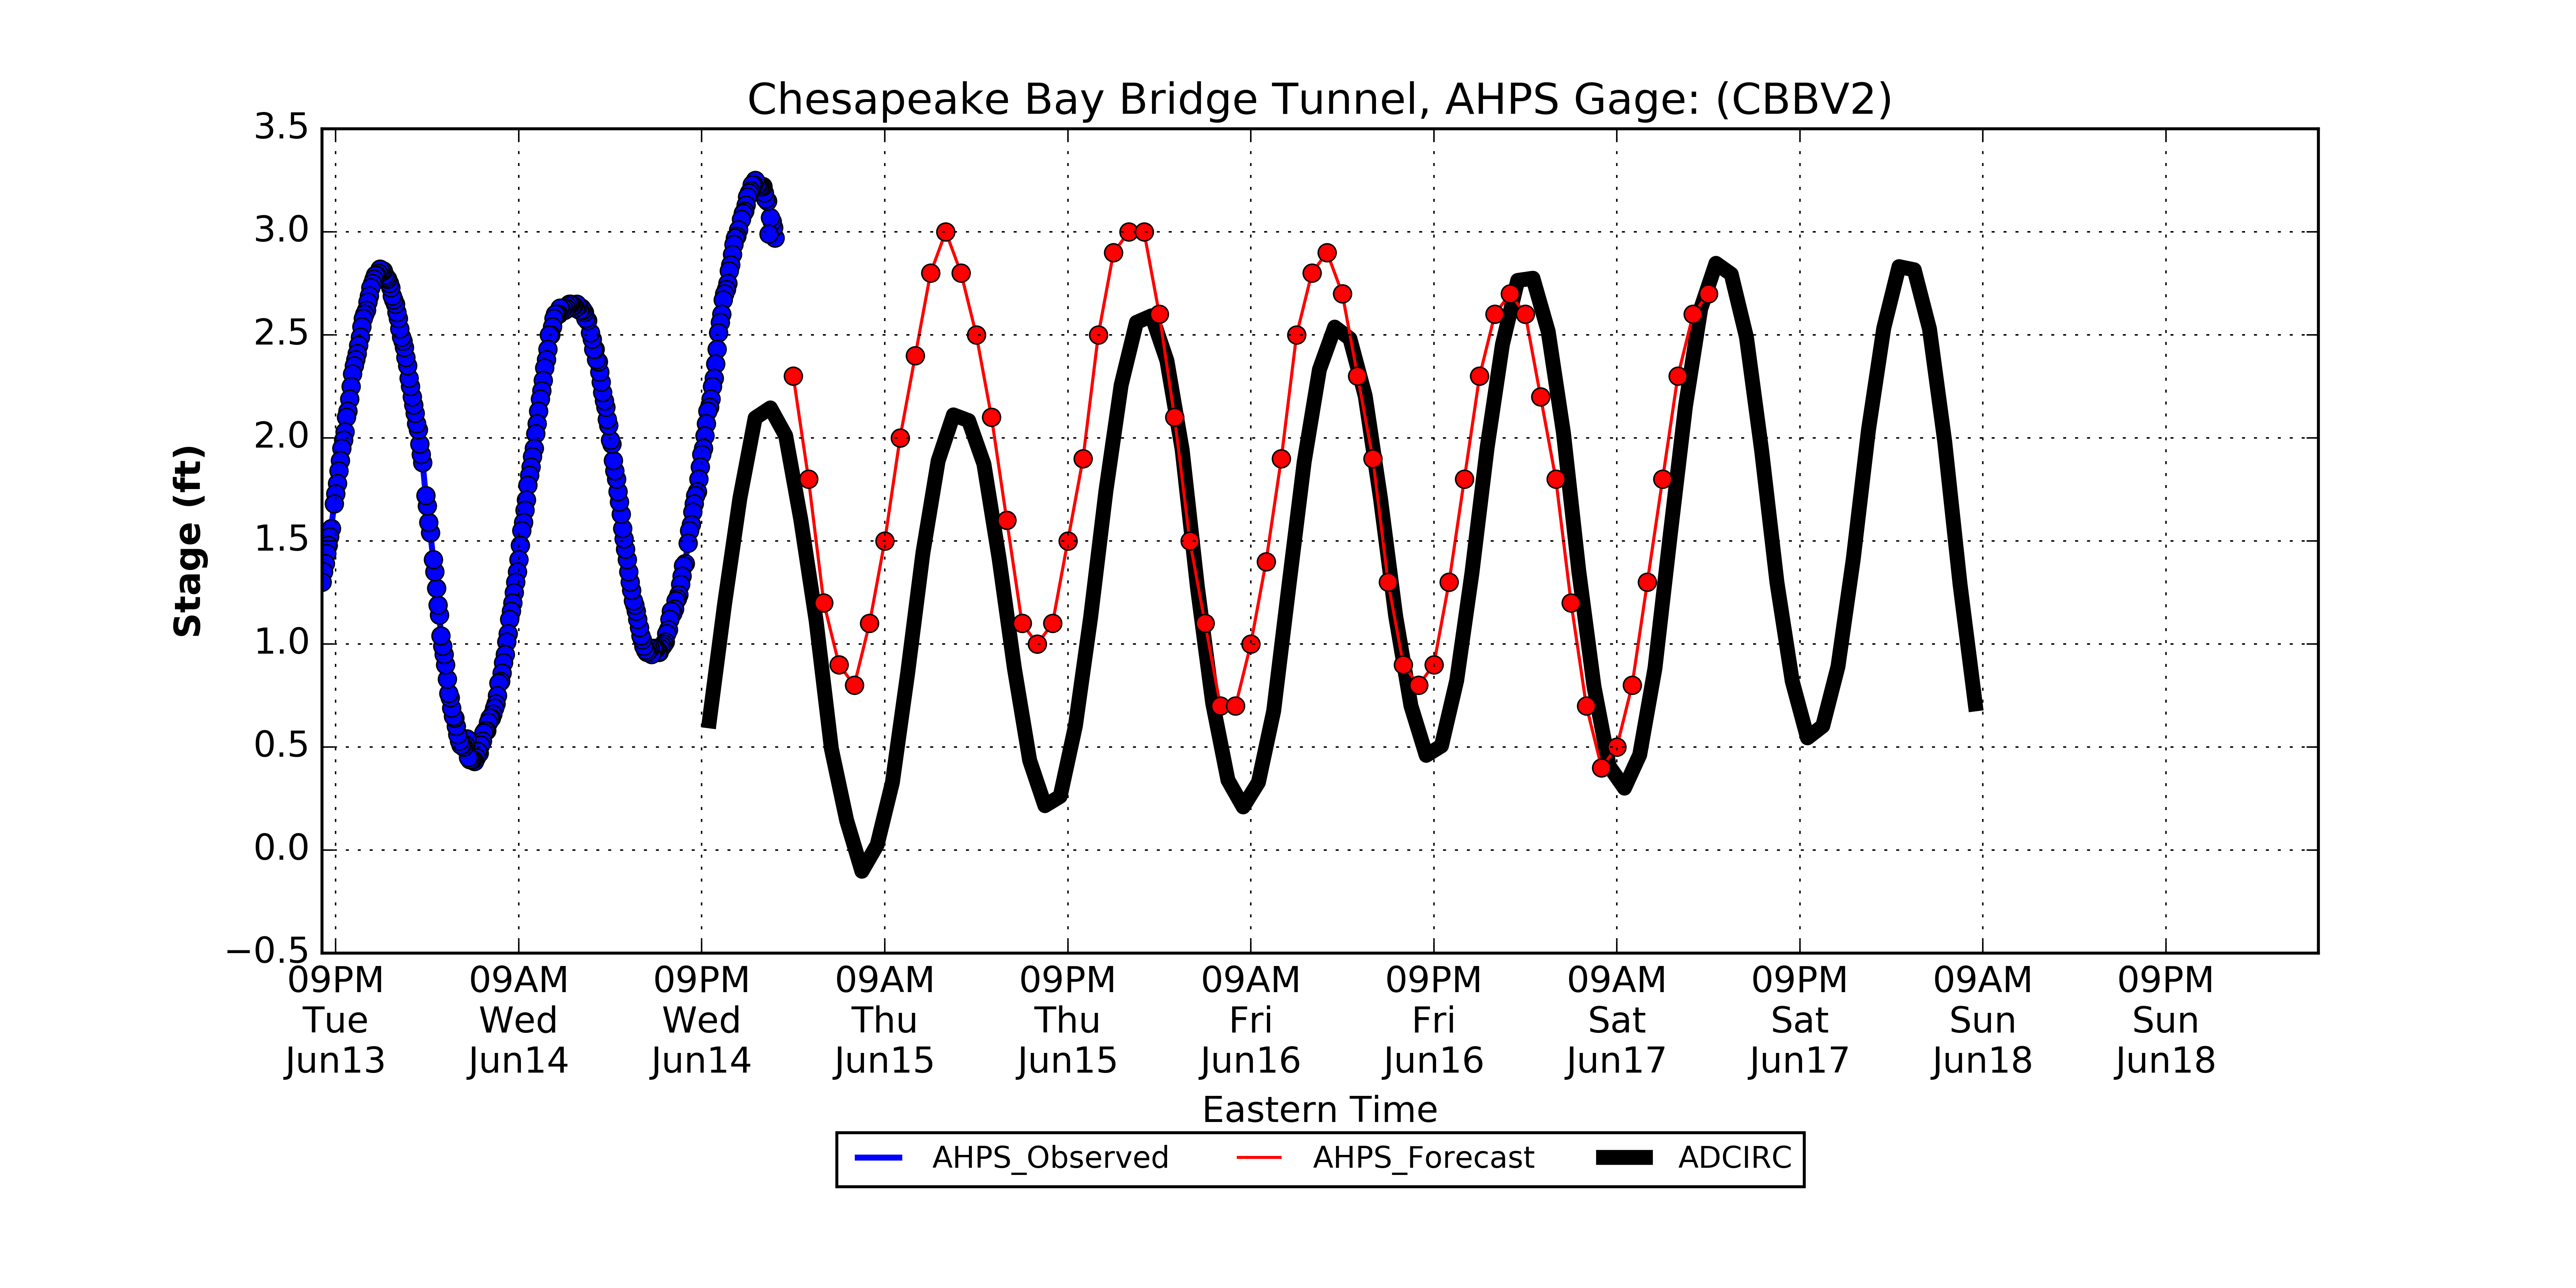 Chesapeake Bay Bridge Tunnel, AHPS Gage: (CBBV2)
3.5
3.0
2.5
2.0
1.5
1.0
0.5
0.0
−0.5
Stage (ft)
09PM 09AM 09PM 09AM 09PM 09AM 09PM 09AM 09PM 09AM 09PM
Tue Wed Wed Thu Thu Fri Fri Sat Sat Sun Sun
Jun13 Jun14 Jun14 Jun15 Jun15 Jun16 Jun16 Jun17 Jun17 Jun18 Jun18
Eastern Time
AHPS_Observed AHPS_Forecast ADCIRC